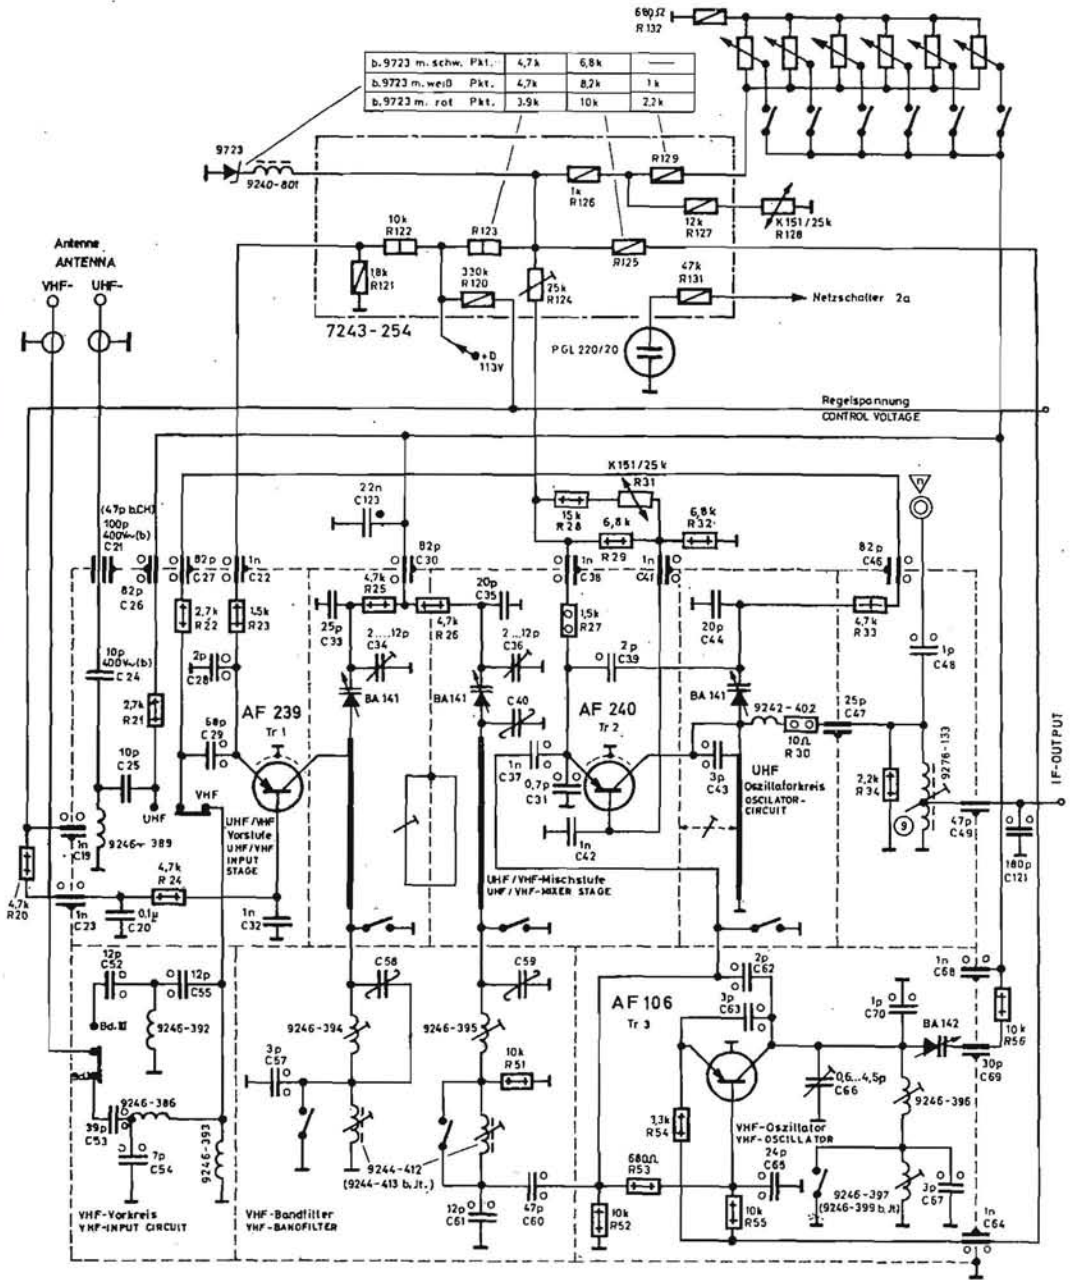 680Ω
R132
b.9723 m. schw. Pkt. 4,7k 6,8k —
b.9723 m. weiß Pkt. 4,7k 8,2k 1k
b.9723 m. rot Pkt. 3,9k 10k 2,2k
9723
9240-801
R129
1k
R126
12k
R127
K151/25k
R128
10k
R122
R123
R125
1,8k
R121
330k
R120
25k
R124
47k
R131
Netzschalter 2a
7243-254
+D
113V
PGL 220/20
Antenne
ANTENNA
VHF-
UHF-
Regelspannung
CONTROL VOLTAGE
K151/25k
R31
22n
C123
15k
R28
6,8k
R29
6,8k
R32
n
(47p b.CH)
100p
400V~(b)
C21
82p
C26
82p
C27
1n
C22
82p
C30
1n
C38
1n
C41
82p
C46
2,7k
R22
1,5k
R23
4,7k
R25
4,7k
R26
20p
C35
25p
C33
2....12p
C34
2...12p
C36
1,5k
R27
20p
C44
4,7k
R33
1p
C48
10p
400V~(b)
C24
2p
C28
2p
C39
2,7k
R21
68p
C29
AF 239
Tr 1
BA 141
BA141
C40
AF 240
Tr 2
BA 141
9242-402
10Ω
R30
25p
C47
10p
C25
UHF
VHF
1n
C37
0,7p
C31
3p
C43
UHF
Oszillatorkreis
OSCILATOR-
CIRCUIT
2,2k
R34
9276-133
9
47p
C49
IF-OUTPUT
180p
C121
1n
C19
9246-389
UHF/VHF
Vorstufe
UHF/VHF
INPUT
STAGE
1n
C42
UHF/VHF-Mischstufe
UHF/VHF-MIXER STAGE
4,7k
R20
1n
C23
0,1µ
C20
4,7k
R24
1n
C32
12p
C52
12p
C55
Bd.III
9246-392
C58
C59
9246-394
9246-395
3p
C57
10k
R51
AF 106
Tr 3
2p
C62
3p
C63
1p
C70
BA 142
1n
C68
10k
R56
30p
C69
0,6...4,5p
C66
9246-396
9246-386
39p
C53
7p
C54
9246-393
9244-412
(9244-413 b.Jt.)
3,3k
R54
VHF-Oszillator
VHF-OSCILLATOR
680Ω
R53
24p
C65
9246-397
(9246-399 b.Jt)
3p
C67
1n
C64
VHF-Vorkreis
VHF-INPUT CIRCUIT
VHF-Bandfilter
VHF-BANDFILTER
12p
C61
47p
C60
10k
R52
10k
R55